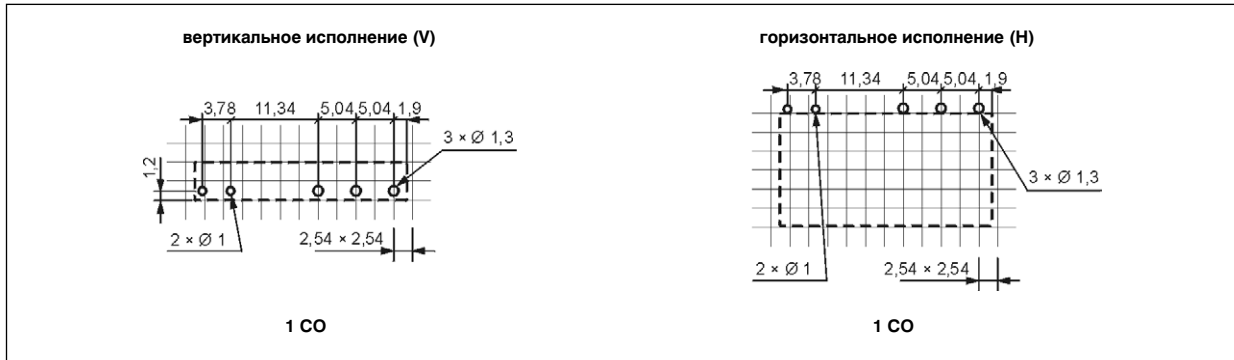 вертикальное исполнение (V)
3,78 11,34 5,04 5,04 1,9
3 × Ø 1,3
1,2
2 × Ø 1
2,54 × 2,54
1 CO
горизонтальное исполнение (H)
3,78 11,34 5,04 5,04 1,9
3 × Ø 1,3
2 × Ø 1
2,54 × 2,54
1 CO